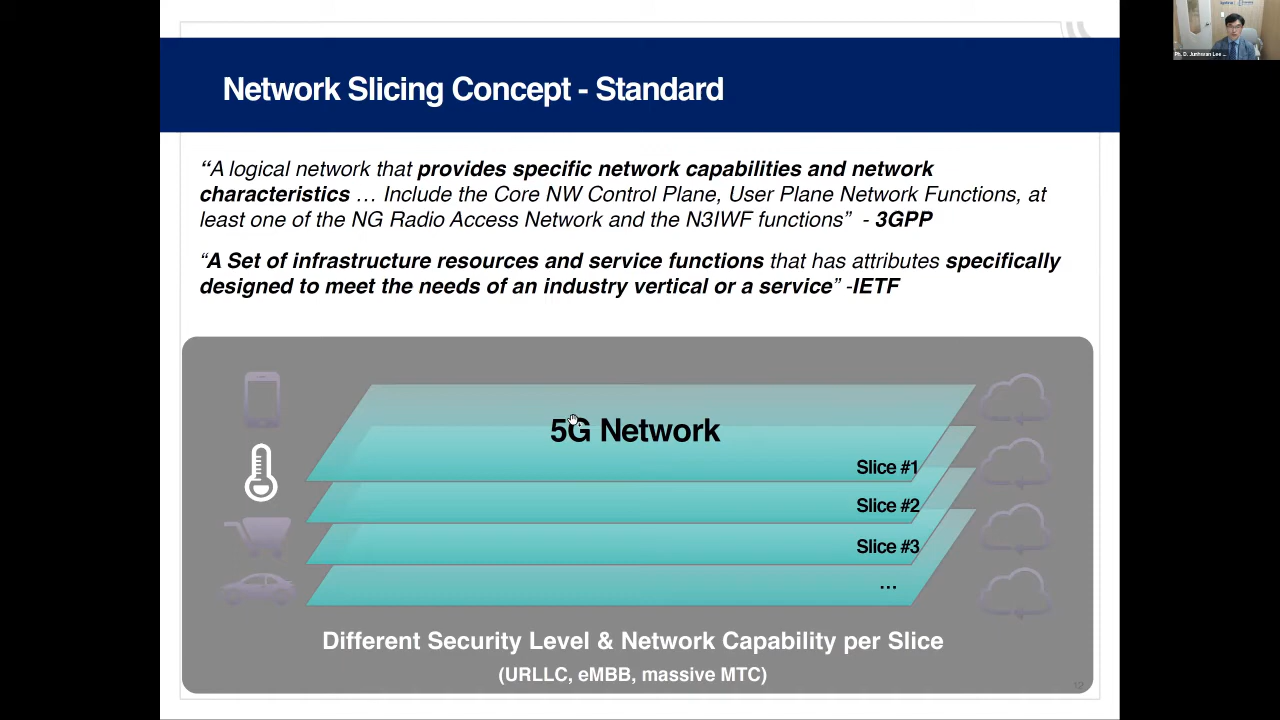 Network Slicing Concept - Standard
“A logical network that provides specific network capabilities and network
characteristics … Include the Core NW Control Plane, User Plane Network Functions, at
least one of the NG Radio Access Network and the N3IWF functions” - 3GPP
“A Set of infrastructure resources and service functions that has attributes specifically
designed to meet the needs of an industry vertical or a service” -IETF
5G Network
Slice #1
Slice #2
Slice #3
…
Different Security Level & Network Capability per Slice
(URLLC, eMBB, massive MTC)
12
Ph. D. Junhwan Lee ...